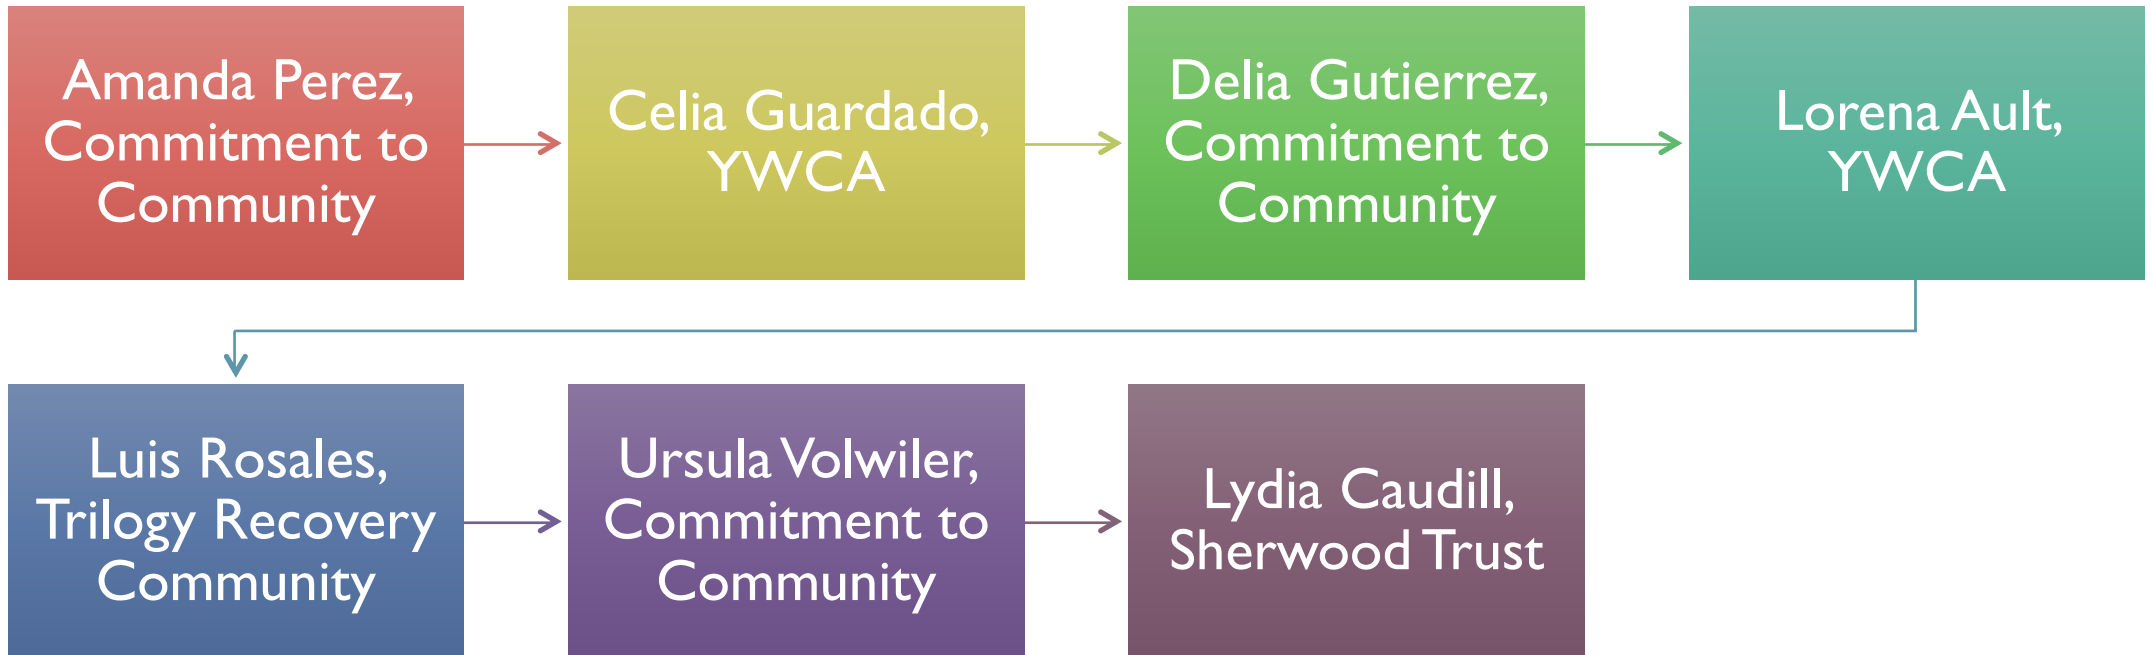 Amanda Perez,
Commitment to
Community
Celia Guardado,
YWCA
Delia Gutierrez,
Commitment to
Community
Lorena Ault,
YWCA
Luis Rosales,
Trilogy Recovery
Community
Ursula Volwiler,
Commitment to
Community
Lydia Caudill,
Sherwood Trust